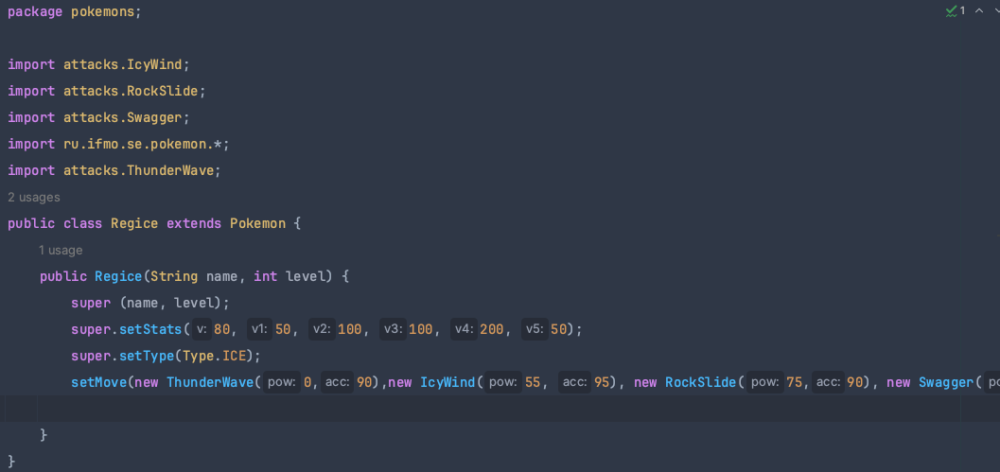 package pokemons;
1
import attacks.IcyWind;
import attacks.RockSlide;
import attacks.Swagger;
import ru.ifmo.se.pokemon.*;
import attacks.ThunderWave;
2 usages
public class Regice extends Pokemon {
1 usage
public Regice(String name, int level) {
super (name, level);
super.setStats( v: 80, v1: 50, v2: 100, v3: 100, v4: 200, v5: 50);
super.setType(Type.ICE);
setMove(new ThunderWave( pow: 0, acc: 90),new IcyWind( pow: 55, acc: 95), new RockSlide( pow: 75, acc: 90), new Swagger(
}
}